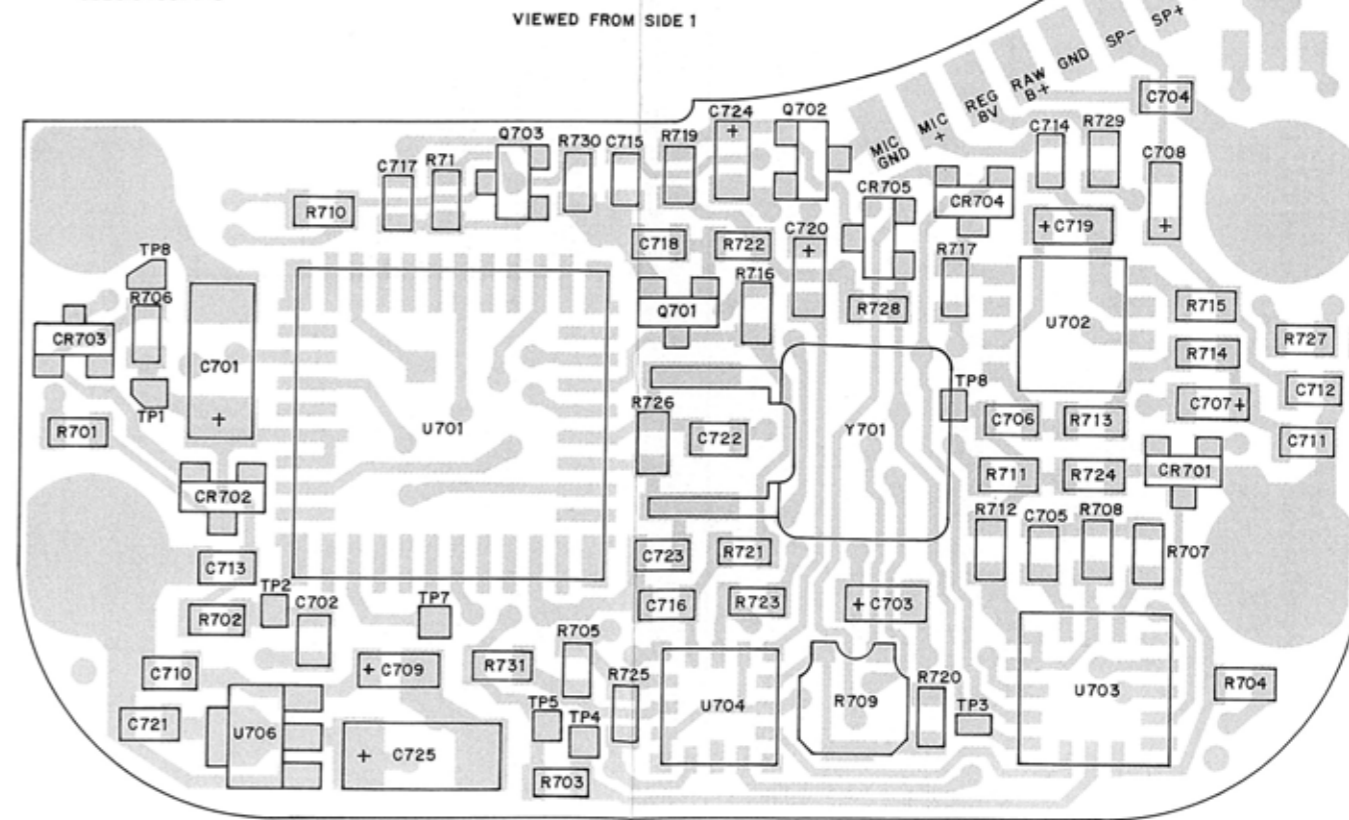 VIEWED FROM SIDE 1
SP+
SP-
GND
RAW
B+
REG
8V
MIC
+
MIC
GND
C704
C724
+
Q702
Q703
R730
C715
R719
C714
R729
C717
R71
C708
+
CR705
CR704
R710
+C719
C718
R722
C720
+
R717
TP8
R706
R716
Q701
R728
R715
U702
CR703
C701
+
R727
R714
TP8
C712
TP1
R726
C707+
R701
U701
C722
Y701
C706
R713
C711
CR701
R711
R724
CR702
R712
C705
R708
R707
C723
R721
C713
TP2
C702
TP7
C716
R723
+C703
R702
R705
C710
+C709
R731
R725
R720
R704
U703
U704
R709
TP5
TP4
TP3
C721
U706
+ C725
R703